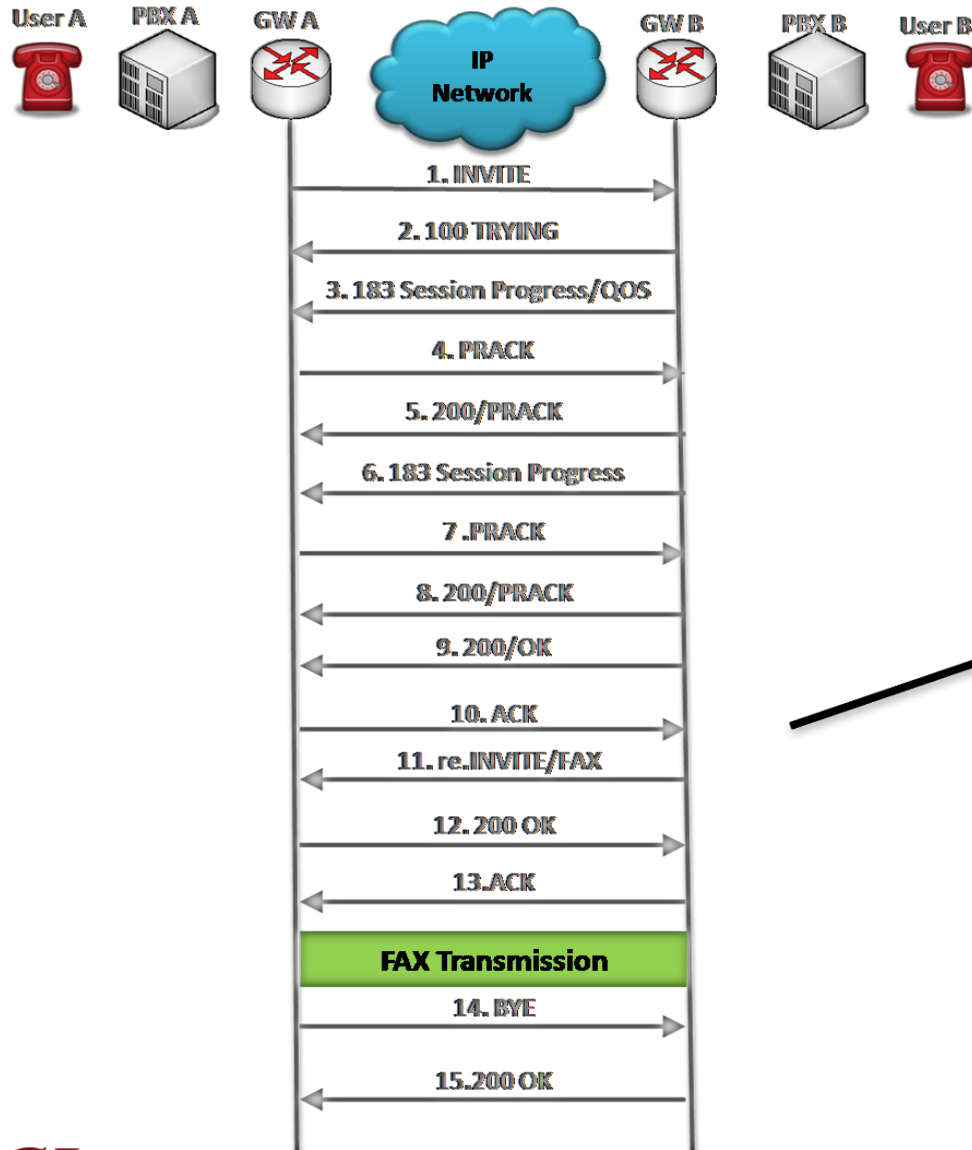 User A PBX A GW A GW B PBX B User B
IP
Network
1. INVITE
2. 100 TRYING
3. 183 Session Progress/QOS
4. PRACK
5. 200/PRACK
6. 183 Session Progress
7 .PRACK
8. 200/PRACK
9. 200/OK
10. ACK
11. re.INVITE/FAX
12. 200 OK
13.ACK
FAX Transmission
14. BYE
15.200 OK